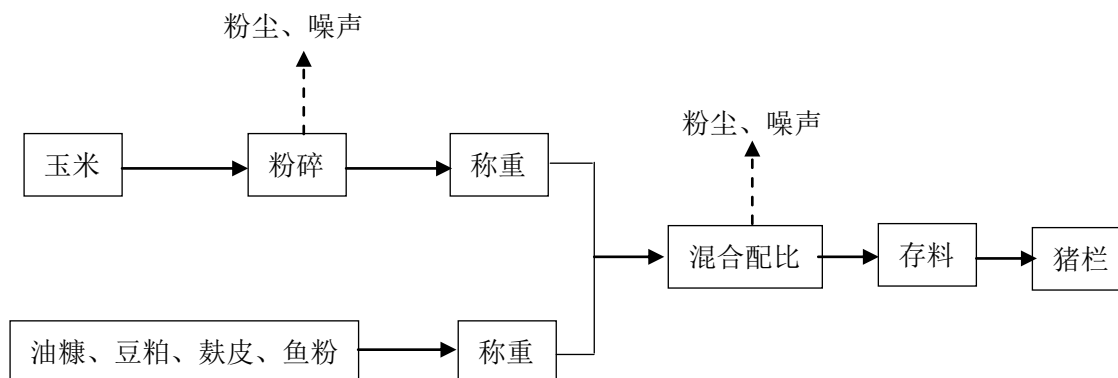 粉尘、噪声
粉尘、噪声
玉米
粉碎
称重
混合配比
存料
猪栏
油糠、豆粕、麸皮、鱼粉
称重